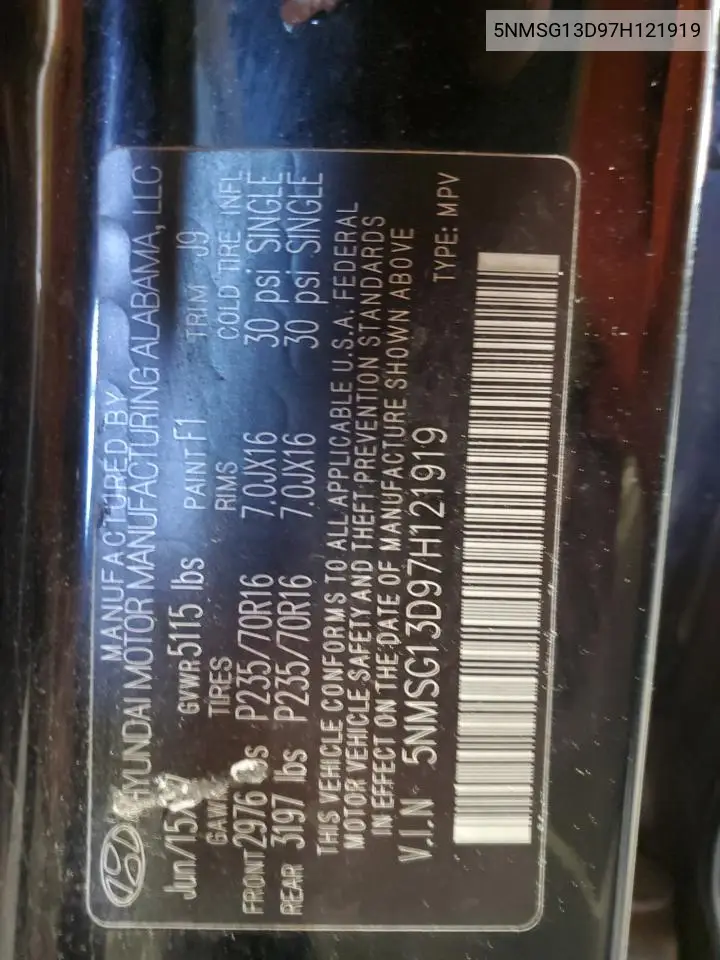 5NMSG13D97H121919
MANUFACTURED BY
HYUNDAI MOTOR MANUFACTURING ALABAMA, LLC
Jun/15/ GVWR 5115 lbs PAINT F1 TRIM J9
TIRES RIMS COLD TIRE INFL
FRONT 2976 P235/70R16 7.0JX16 30 psi SINGLE
REAR 3197 lbs P235/70R16 7.0JX16 30 psi SINGLE
THIS VEHICLE CONFORMS TO ALL APPLICABLE U.S.A. FEDERAL
MOTOR VEHICLE SAFETY AND THEFT PREVENTION STANDARDS
IN EFFECT ON THE DATE OF MANUFACTURE SHOWN ABOVE
V.I.N 5NMSG13D97H121919 TYPE: MPV